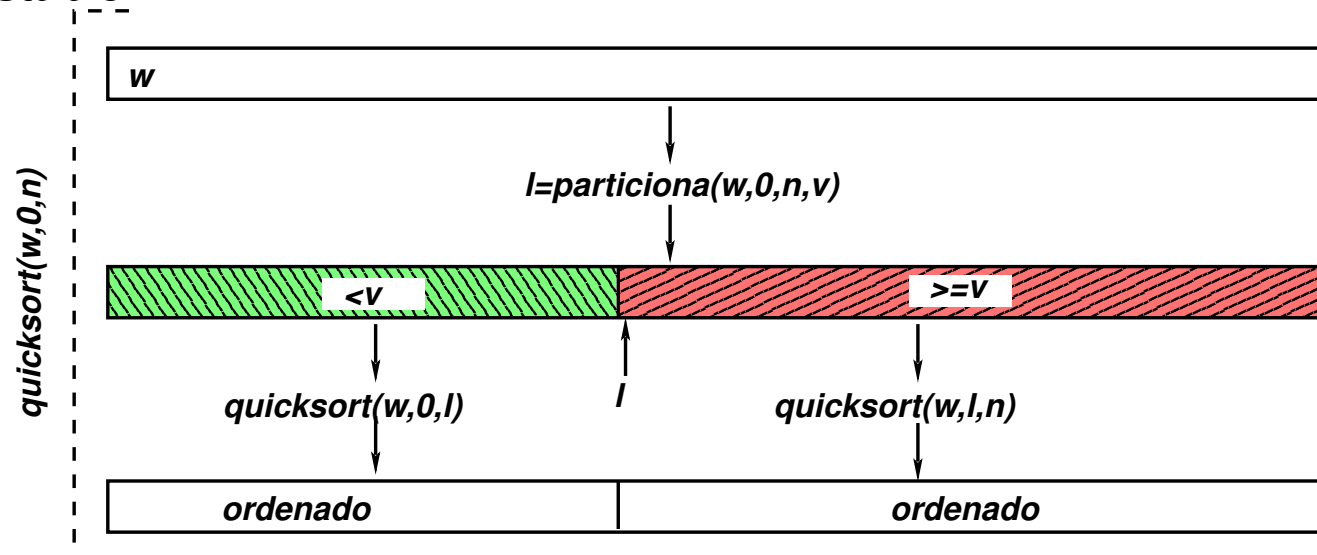 quicksort(w,0,n)
w
l=particiona(w,0,n,v)
<v
>=v
l
quicksort(w,0,l)
quicksort(w,l,n)
ordenado
ordenado